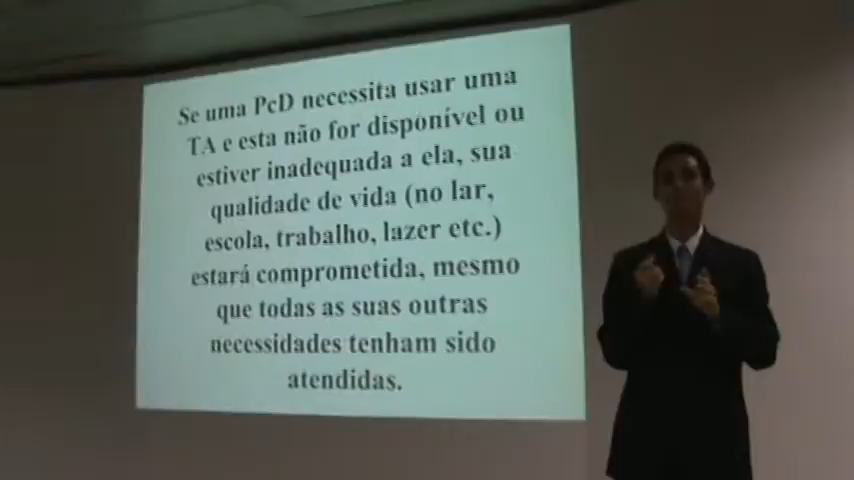 Se uma PcD necessita usar uma
TA e esta não for disponível ou
estiver inadequada a ela, sua
qualidade de vida (no lar,
escola, trabalho, lazer etc.)
estará comprometida, mesmo
que todas as suas outras
necessidades tenham sido
atendidas.